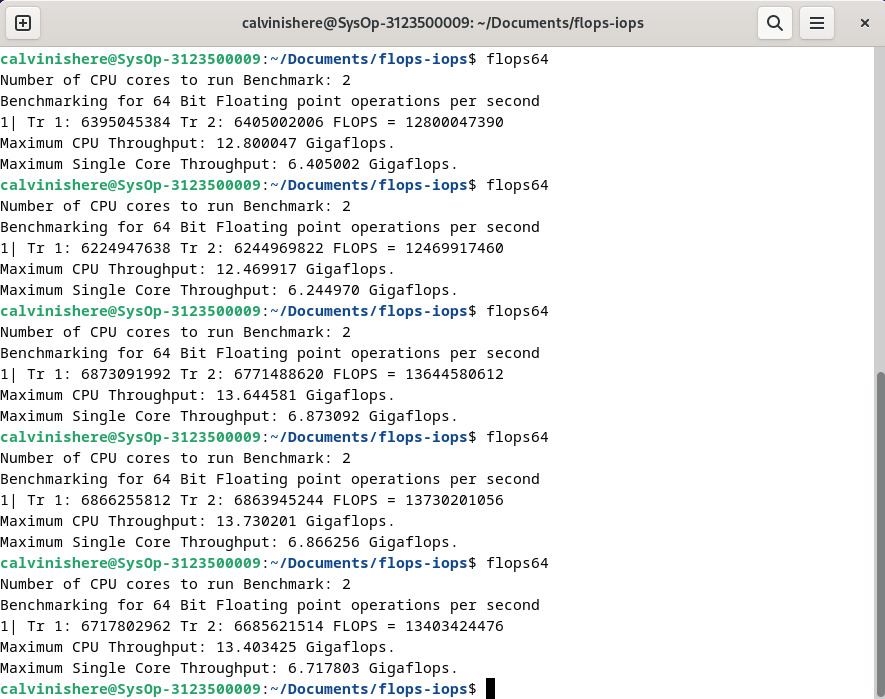 calvinishere@SysOp-3123500009: ~/Documents/flops-iops
calvinishere@SysOp-3123500009:~/Documents/flops-iops$ flops64
Number of CPU cores to run Benchmark: 2
Benchmarking for 64 Bit Floating point operations per second
1| Tr 1: 6395045384 Tr 2: 6405002006 FLOPS = 12800047390
Maximum CPU Throughput: 12.800047 Gigaflops.
Maximum Single Core Throughput: 6.405002 Gigaflops.
calvinishere@SysOp-3123500009:~/Documents/flops-iops$ flops64
Number of CPU cores to run Benchmark: 2
Benchmarking for 64 Bit Floating point operations per second
1| Tr 1: 6224947638 Tr 2: 6244969822 FLOPS = 12469917460
Maximum CPU Throughput: 12.469917 Gigaflops.
Maximum Single Core Throughput: 6.244970 Gigaflops.
calvinishere@SysOp-3123500009:~/Documents/flops-iops$ flops64
Number of CPU cores to run Benchmark: 2
Benchmarking for 64 Bit Floating point operations per second
1| Tr 1: 6873091992 Tr 2: 6771488620 FLOPS = 13644580612
Maximum CPU Throughput: 13.644581 Gigaflops.
Maximum Single Core Throughput: 6.873092 Gigaflops.
calvinishere@SysOp-3123500009:~/Documents/flops-iops$ flops64
Number of CPU cores to run Benchmark: 2
Benchmarking for 64 Bit Floating point operations per second
1| Tr 1: 6866255812 Tr 2: 6863945244 FLOPS = 13730201056
Maximum CPU Throughput: 13.730201 Gigaflops.
Maximum Single Core Throughput: 6.866256 Gigaflops.
calvinishere@SysOp-3123500009:~/Documents/flops-iops$ flops64
Number of CPU cores to run Benchmark: 2
Benchmarking for 64 Bit Floating point operations per second
1| Tr 1: 6717802962 Tr 2: 6685621514 FLOPS = 13403424476
Maximum CPU Throughput: 13.403425 Gigaflops.
Maximum Single Core Throughput: 6.717803 Gigaflops.
calvinishere@SysOp-3123500009:~/Documents/flops-iops$